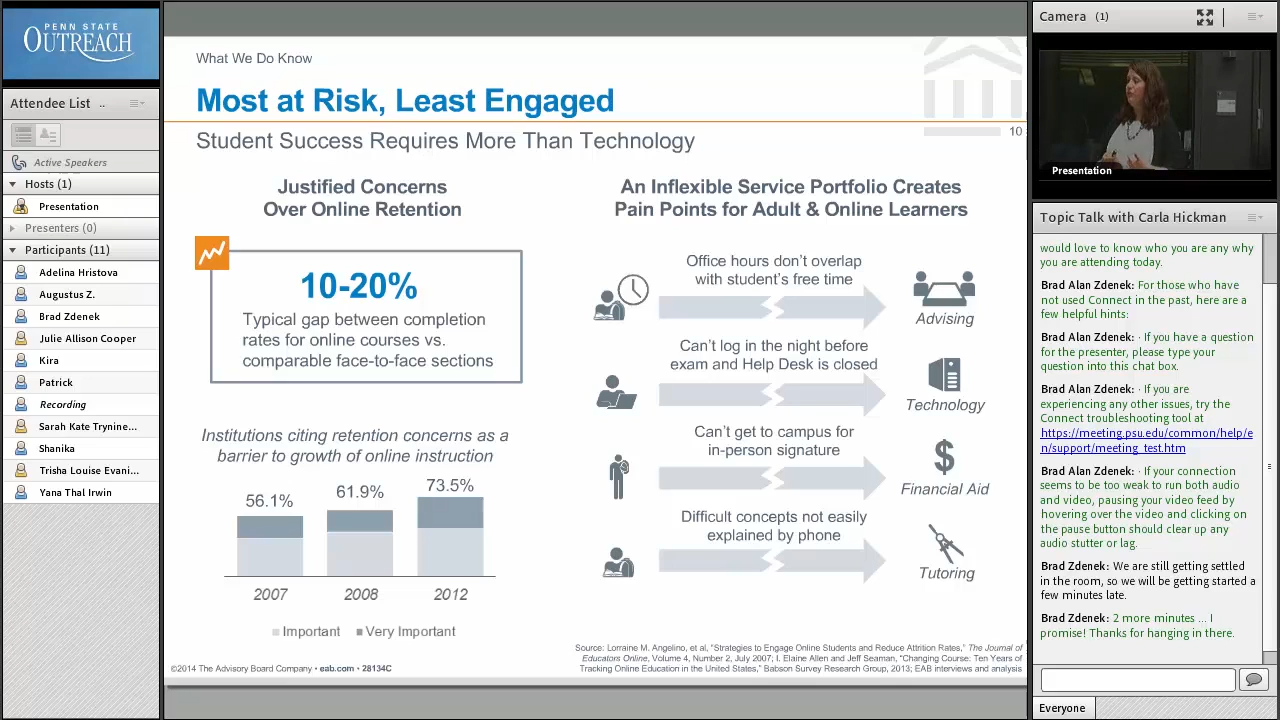 PENN STATE
OUTREACH
Attendee List ..
Active Speakers
Hosts (1)
Presentation
Presenters (0)
Participants (11)
Adelina Hristova
Augustus Z.
Brad Zdenek
Julie Allison Cooper
Kira
Patrick
Recording
Sarah Kate Trynine...
Shanika
Trisha Louise Evani...
Yana Thal Irwin
What We Do Know
Most at Risk, Least Engaged
10
Student Success Requires More Than Technology
Justified Concerns
Over Online Retention
10-20%
Typical gap between completion
rates for online courses vs.
comparable face-to-face sections
Institutions citing retention concerns as a
barrier to growth of online instruction
56.1%
61.9%
73.5%
2007
2008
2012
Important
Very Important
An Inflexible Service Portfolio Creates
Pain Points for Adult & Online Learners
Office hours don't overlap
with student's free time
Advising
Can't log in the night before
exam and Help Desk is closed
Technology
Can't get to campus for
in-person signature
$
Financial Aid
Difficult concepts not easily
explained by phone
Tutoring
Source: Lorraine M. Angelino, et al, "Strategies to Engage Online Students and Reduce Attrition Rates," The Journal of
Educators Online, Volume 4, Number 2, July 2007; I. Elaine Allen and Jeff Seaman, "Changing Course: Ten Years of
Tracking Online Education in the United States," Babson Survey Research Group, 2013; EAB interviews and analysis
©2014 The Advisory Board Company • eab.com • 28134C
Camera (1)
Presentation
Topic Talk with Carla Hickman
would love to know who you are any why
you are attending today.
Brad Alan Zdenek: For those who have
not used Connect in the past, here are a
few helpful hints:
Brad Alan Zdenek: · If you have a question
for the presenter, please type your
question into this chat box.
Brad Alan Zdenek: · If you are
experiencing any other issues, try the
Connect troubleshooting tool at
https://meeting.psu.edu/common/help/e
n/support/meeting_test.htm
Brad Alan Zdenek: · If your connection
seems to be too weak to run both audio
and video, pausing your video feed by
hovering over the video and clicking on
the pause button should clear up any
audio stutter or lag.
Brad Zdenek: We are still getting settled
in the room, so we will be getting started a
few minutes late.
Brad Zdenek: 2 more minutes ... I
promise! Thanks for hanging in there.
Everyone